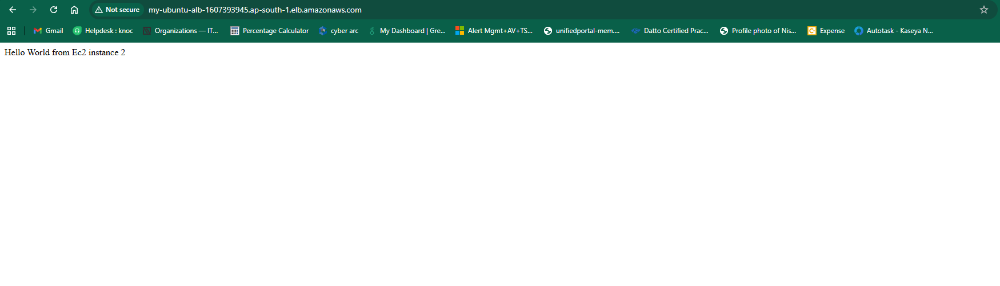 Not secure my-ubuntu-alb-1607393945.ap-south-1.elb.amazonaws.com
Gmail Helpdesk : knoc Organizations — IT... Percentage Calculator cyber arc My Dashboard | Gre... Alert Mgmt+AV+TS... unifiedportal-mem.... Datto Certified Prac... Profile photo of Nis... Expense Autotask - Kaseya N...
Hello World from Ec2 instance 2